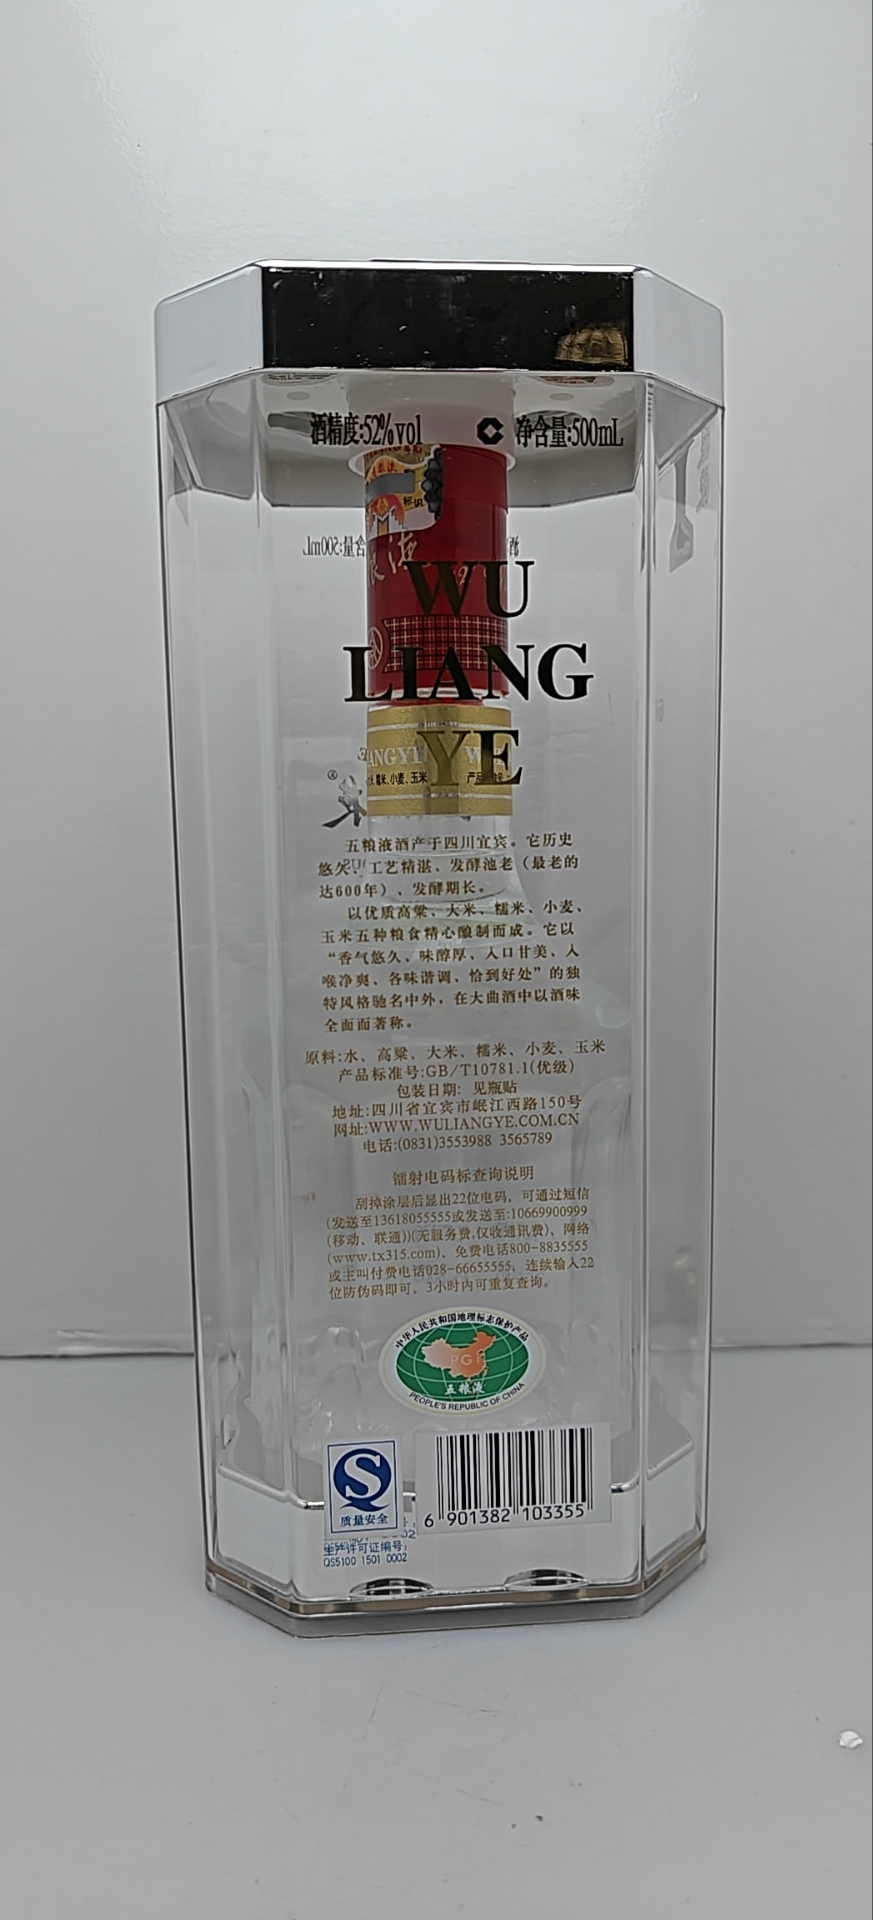 酒精度:52%vol 净含量:500mL
标识
WU
LIANG
YE
糯米、小麦、玉米
®
五粮液酒产于四川宜宾。它历史
悠久、工艺精湛、发酵池老（最老的
达600年）、发酵期长。
以优质高粱、大米、糯米、小麦、
玉米五种粮食精心酿制而成。它以
“香气悠久、味醇厚、入口甘美、入
喉净爽、各味谐调、恰到好处”的独
特风格驰名中外，在大曲酒中以酒味
全面而著称。
原料:水、高粱、大米、糯米、小麦、玉米
产品标准号:GB/T10781.1(优级)
包装日期: 见瓶贴
地址:四川省宜宾市岷江西路150号
网址:WWW.WULIANGYE.COM.CN
电话:(0831)3553988 3565789
镭射电码标查询说明
刮掉涂层后显出22位电码，可通过短信
(发送至13618055555或发送至:10669900999
(移动、联通))(无服务费,仅收通讯费)、网络
(www.tx315.com)、免费电话800-8835555
或主叫付费电话028-66655555，连续输入22
位防伪码即可。3小时内可重复查询。
中华人民共和国地理标志保护产品
PGI
五粮液
PEOPLE'S REPUBLIC OF CHINA
S
质量安全
6 901382 103355
生产许可证编号:
QS5100 1501 0002